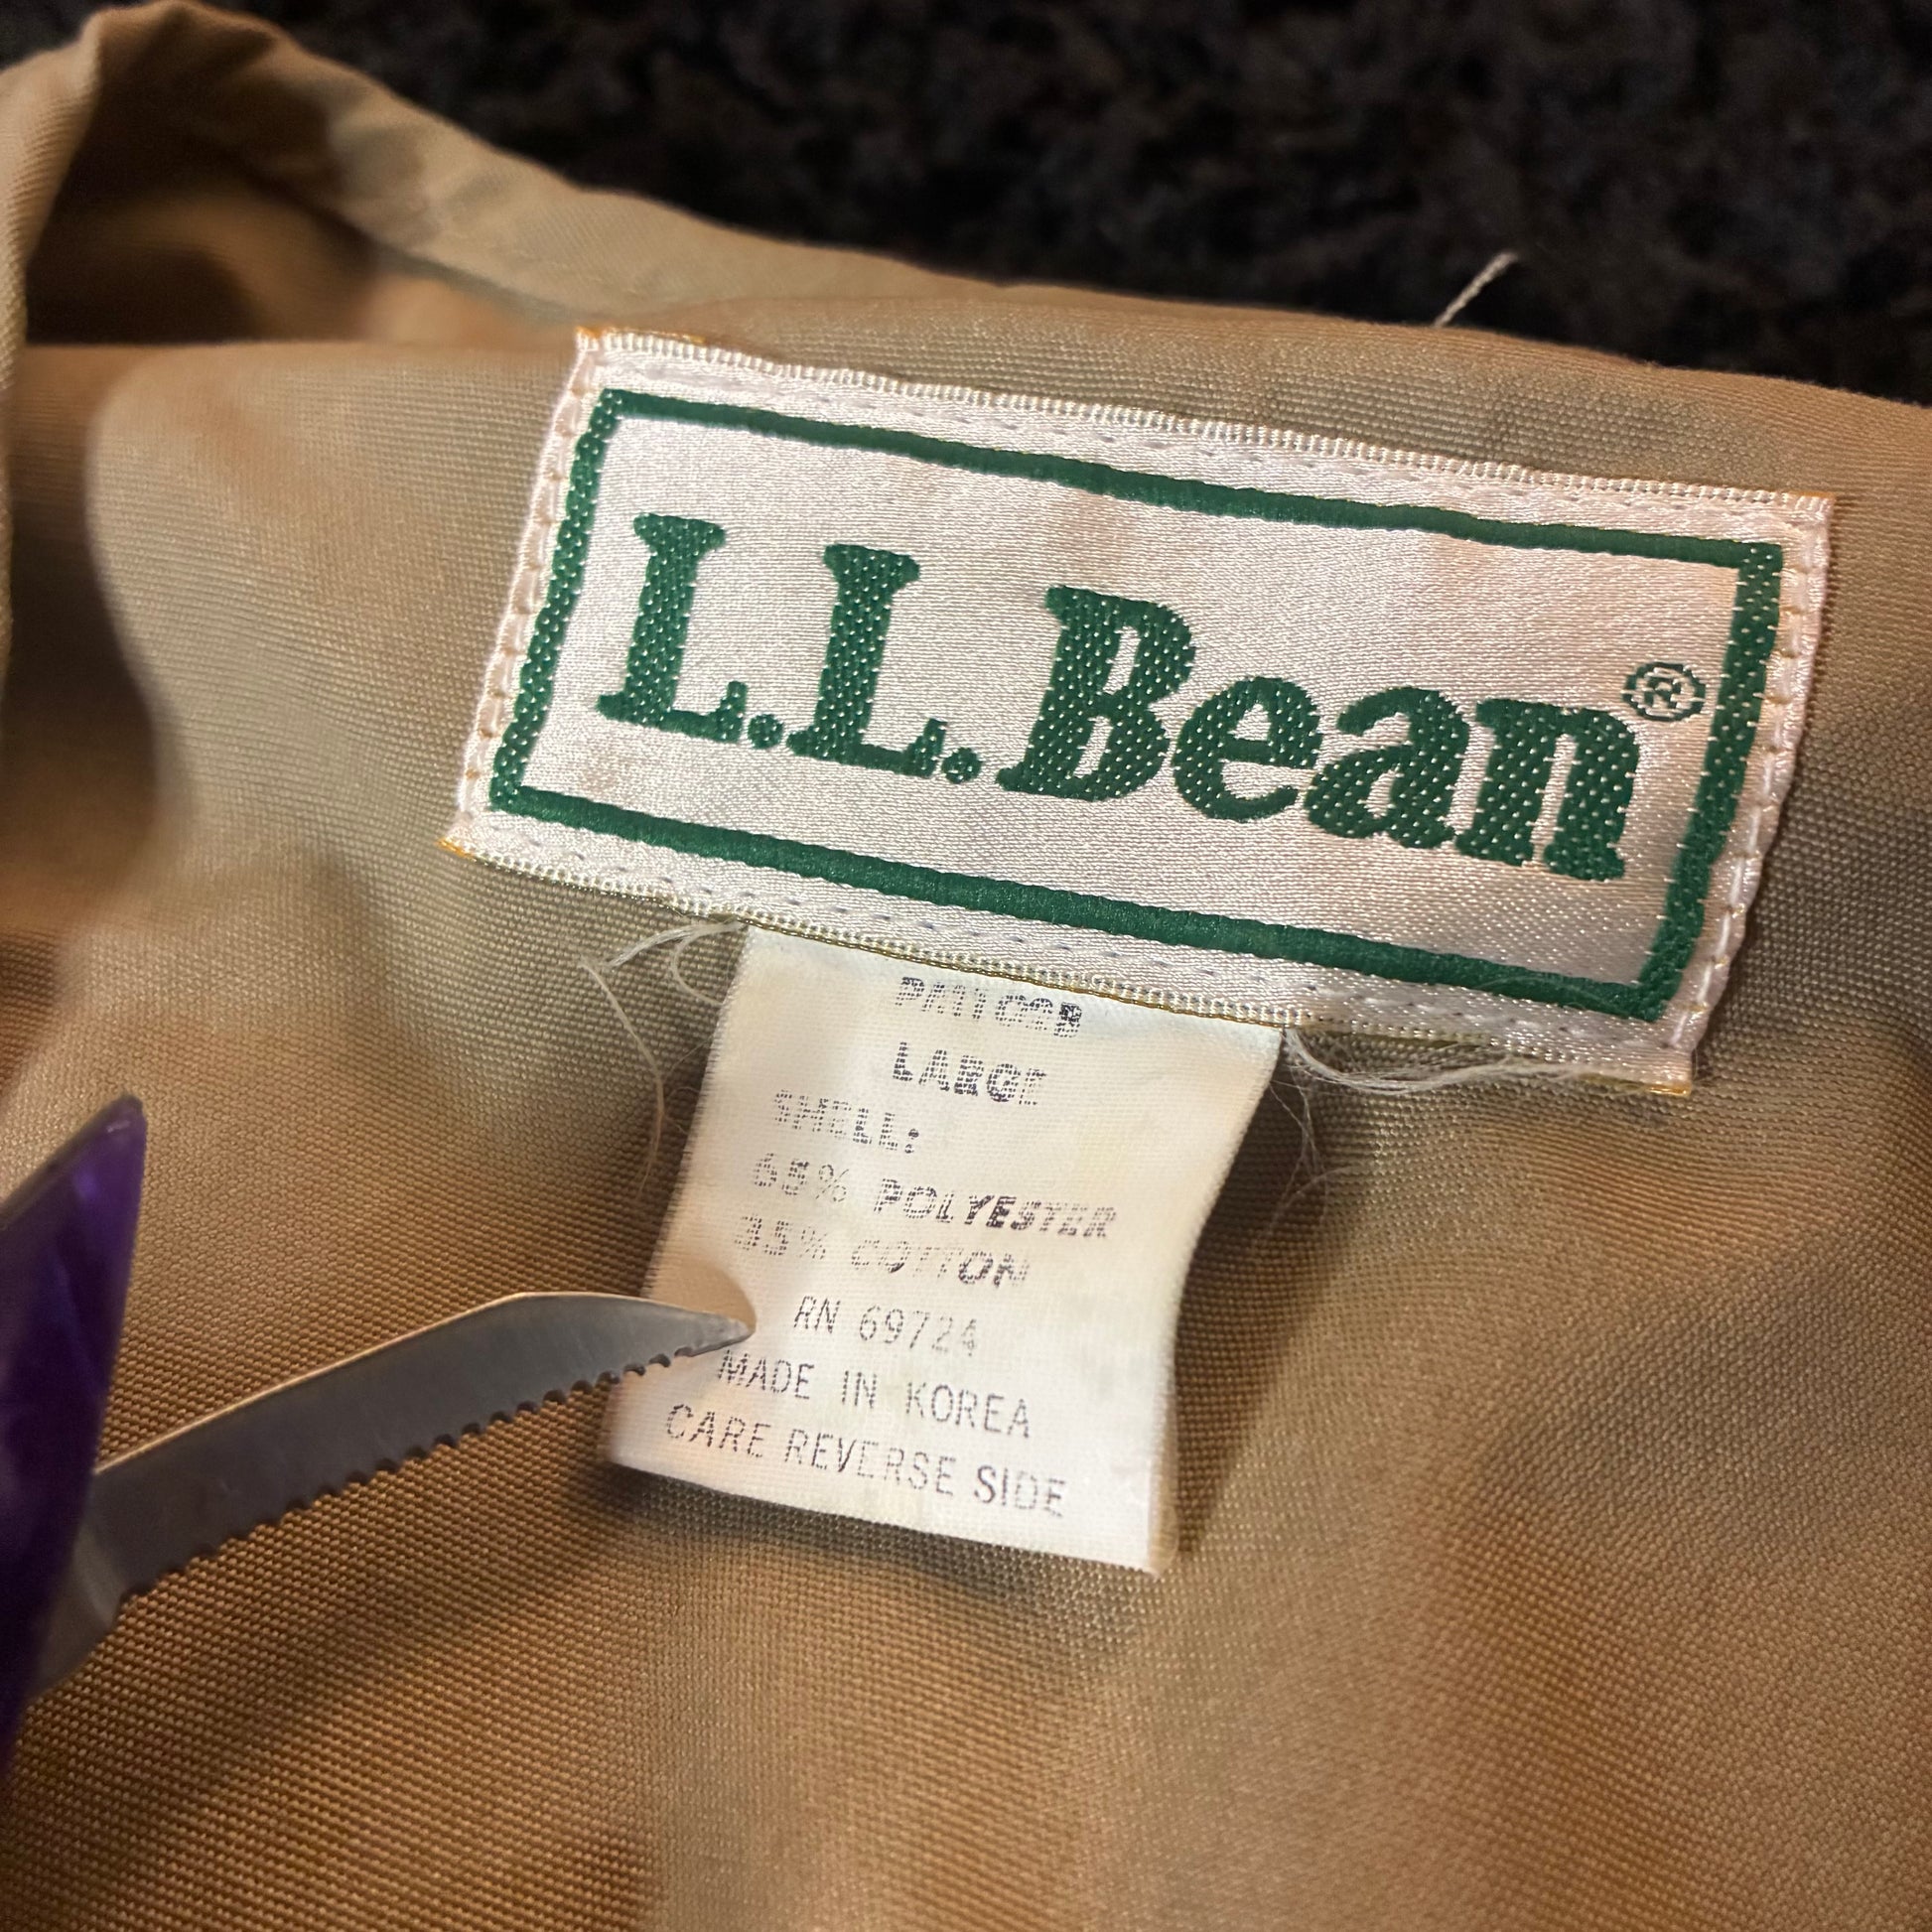 L.L.Bean®
LARGE
SHELL:
65% POLYESTER
35% COTTON
RN 69724
MADE IN KOREA
CARE REVERSE SIDE